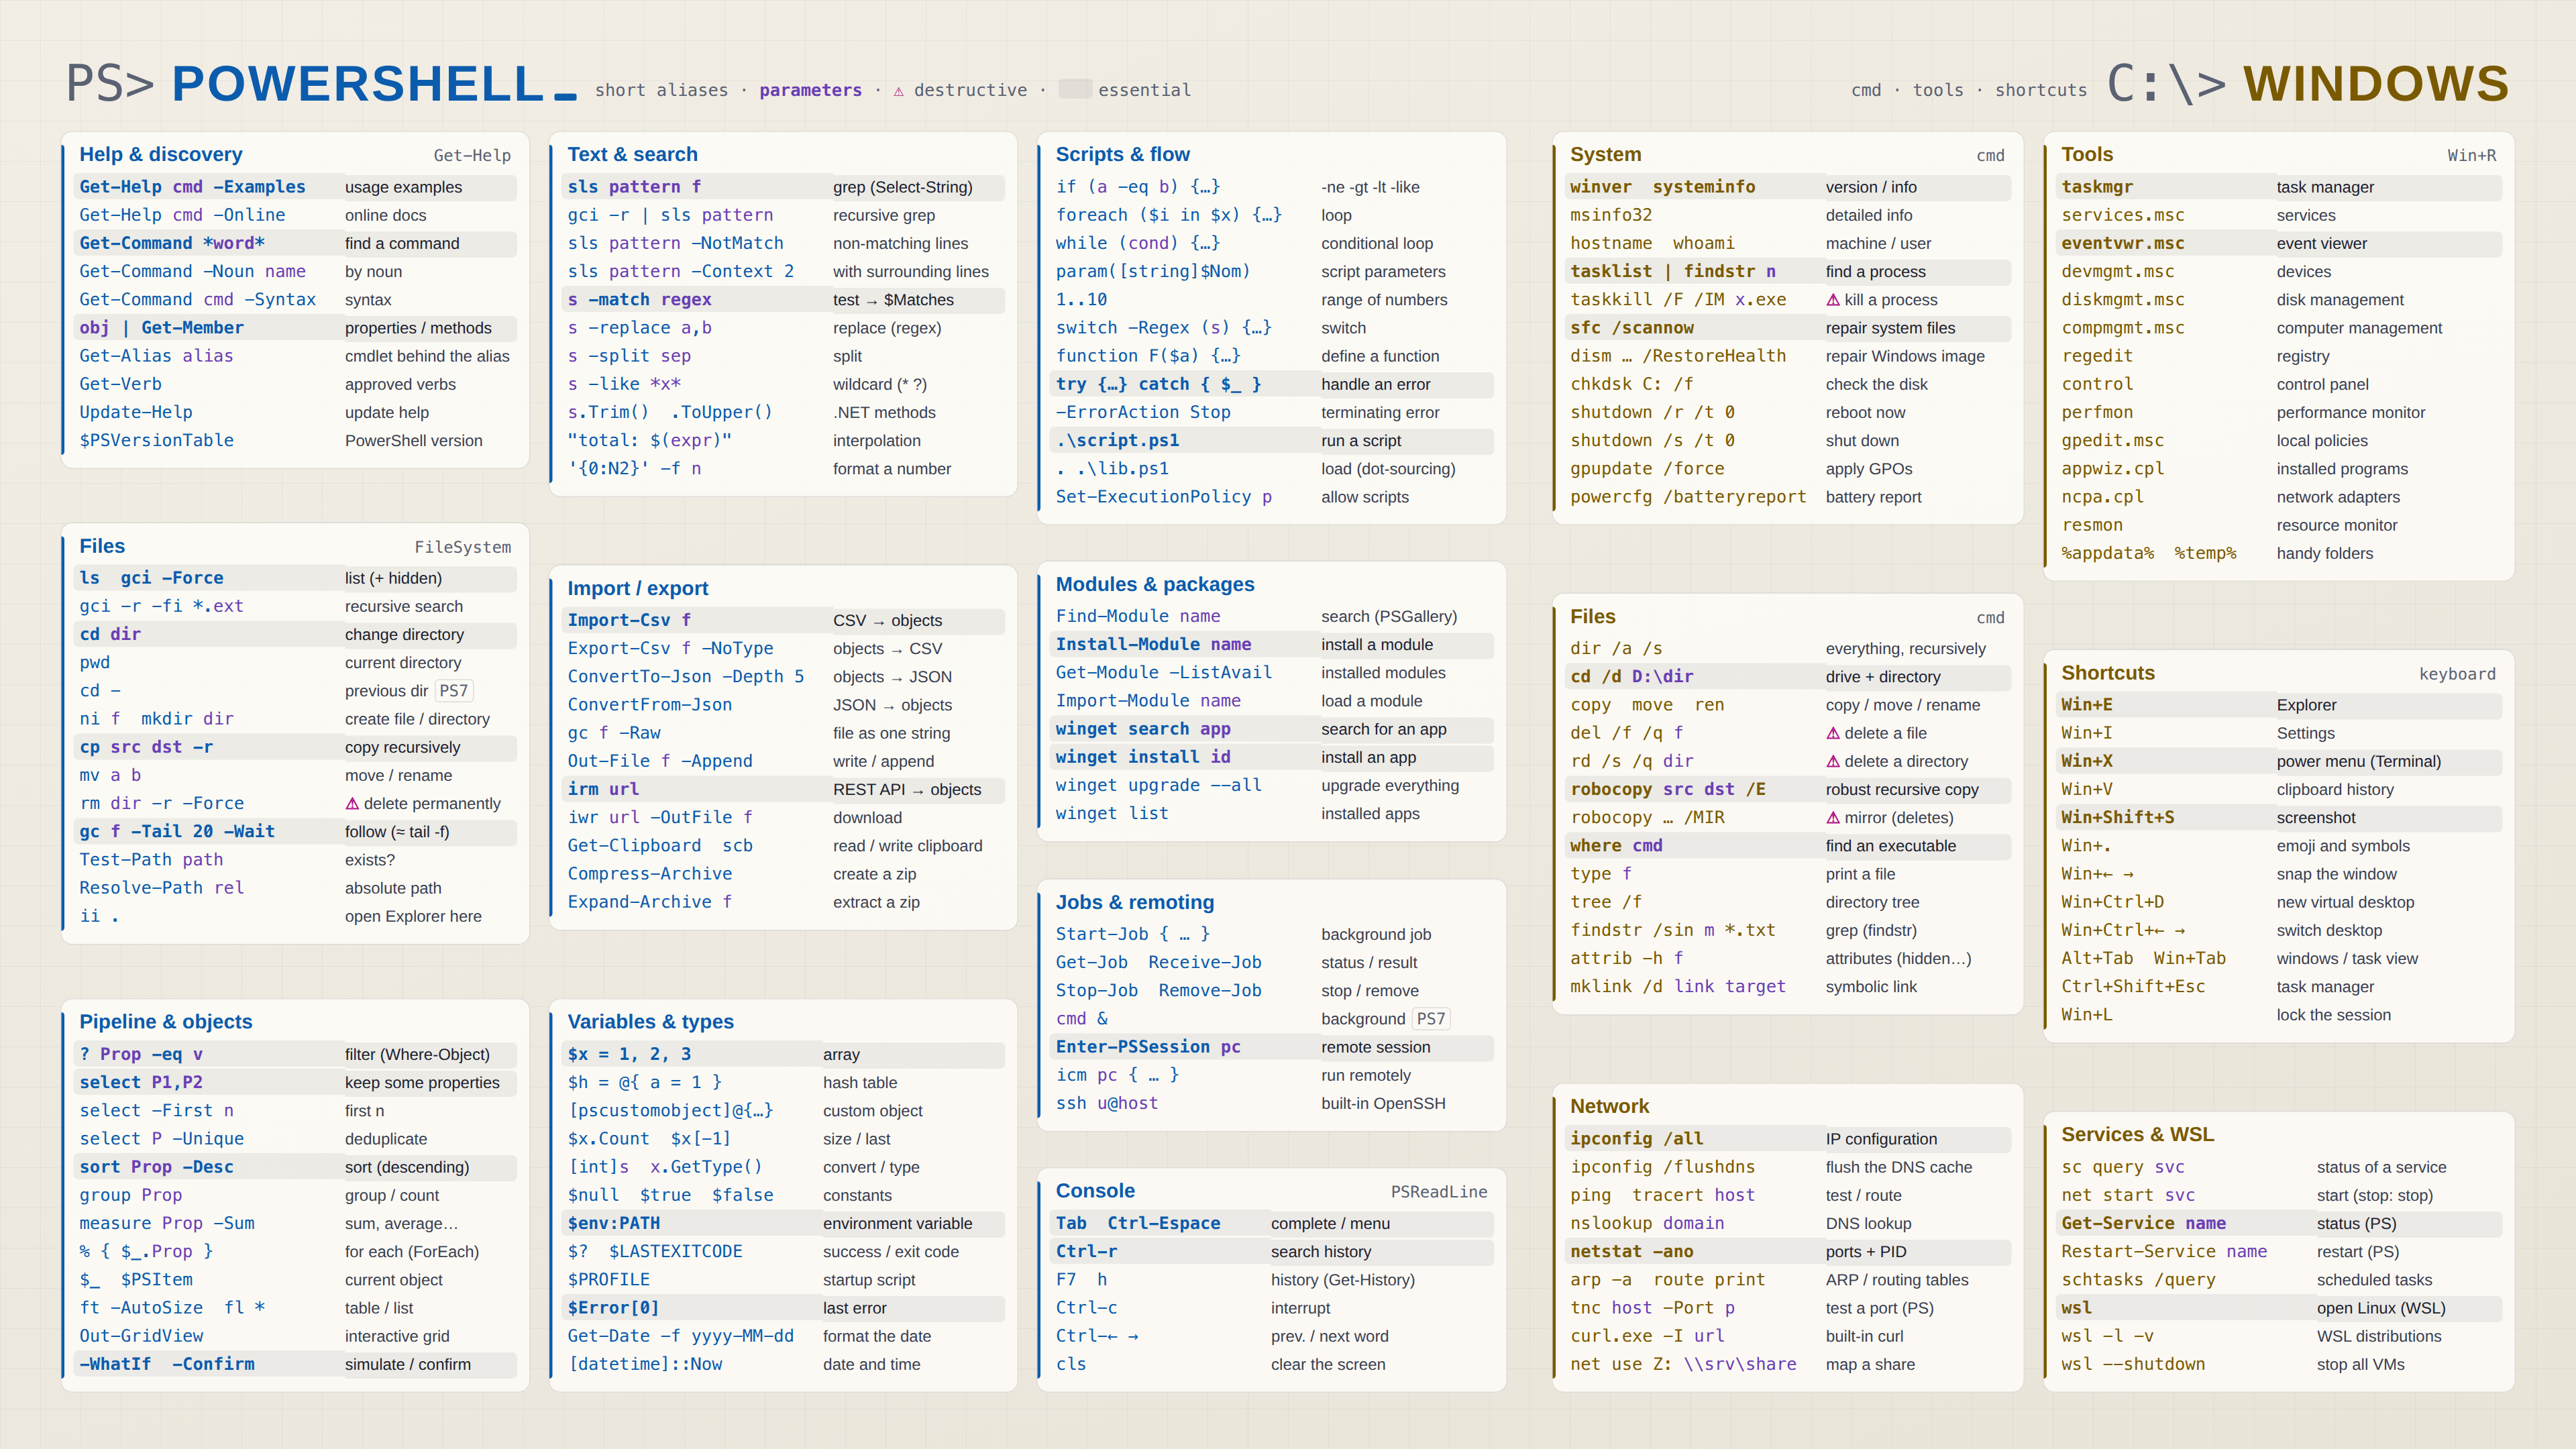 PS> POWERSHELL
short aliases · parameters · ⚠ destructive · essential
cmd · tools · shortcuts C:\> WINDOWS
Help & discovery Get-Help
Get-Help cmd -Examples usage examples
Get-Help cmd -Online online docs
Get-Command *word* find a command
Get-Command -Noun name by noun
Get-Command cmd -Syntax syntax
obj | Get-Member properties / methods
Get-Alias alias cmdlet behind the alias
Get-Verb approved verbs
Update-Help update help
$PSVersionTable PowerShell version
Files FileSystem
ls gci -Force list (+ hidden)
gci -r -fi *.ext recursive search
cd dir change directory
pwd current directory
cd - previous dir PS7
ni f mkdir dir create file / directory
cp src dst -r copy recursively
mv a b move / rename
rm dir -r -Force ⚠ delete permanently
gc f -Tail 20 -Wait follow (≈ tail -f)
Test-Path path exists?
Resolve-Path rel absolute path
ii . open Explorer here
Pipeline & objects
? Prop -eq v filter (Where-Object)
select P1,P2 keep some properties
select -First n first n
select P -Unique deduplicate
sort Prop -Desc sort (descending)
group Prop group / count
measure Prop -Sum sum, average…
% { $_.Prop } for each (ForEach)
$_ $PSItem current object
ft -AutoSize fl * table / list
Out-GridView interactive grid
-WhatIf -Confirm simulate / confirm
Text & search
sls pattern f grep (Select-String)
gci -r | sls pattern recursive grep
sls pattern -NotMatch non-matching lines
sls pattern -Context 2 with surrounding lines
s -match regex test → $Matches
s -replace a,b replace (regex)
s -split sep split
s -like *x* wildcard (* ?)
s.Trim() .ToUpper() .NET methods
"total: $(expr)" interpolation
'{0:N2}' -f n format a number
Import / export
Import-Csv f CSV → objects
Export-Csv f -NoType objects → CSV
ConvertTo-Json -Depth 5 objects → JSON
ConvertFrom-Json JSON → objects
gc f -Raw file as one string
Out-File f -Append write / append
irm url REST API → objects
iwr url -OutFile f download
Get-Clipboard scb read / write clipboard
Compress-Archive create a zip
Expand-Archive f extract a zip
Variables & types
$x = 1, 2, 3 array
$h = @{ a = 1 } hash table
[pscustomobject]@{…} custom object
$x.Count $x[-1] size / last
[int]s x.GetType() convert / type
$null $true $false constants
$env:PATH environment variable
$? $LASTEXITCODE success / exit code
$PROFILE startup script
$Error[0] last error
Get-Date -f yyyy-MM-dd format the date
[datetime]::Now date and time
Scripts & flow
if (a -eq b) {…} -ne -gt -lt -like
foreach ($i in $x) {…} loop
while (cond) {…} conditional loop
param([string]$Nom) script parameters
1..10 range of numbers
switch -Regex (s) {…} switch
function F($a) {…} define a function
try {…} catch { $_ } handle an error
-ErrorAction Stop terminating error
.\script.ps1 run a script
. .\lib.ps1 load (dot-sourcing)
Set-ExecutionPolicy p allow scripts
Modules & packages
Find-Module name search (PSGallery)
Install-Module name install a module
Get-Module -ListAvail installed modules
Import-Module name load a module
winget search app search for an app
winget install id install an app
winget upgrade --all upgrade everything
winget list installed apps
Jobs & remoting
Start-Job { … } background job
Get-Job Receive-Job status / result
Stop-Job Remove-Job stop / remove
cmd & background PS7
Enter-PSSession pc remote session
icm pc { … } run remotely
ssh u@host built-in OpenSSH
Console PSReadLine
Tab Ctrl-Espace complete / menu
Ctrl-r search history
F7 h history (Get-History)
Ctrl-c interrupt
Ctrl-← → prev. / next word
cls clear the screen
System cmd
winver systeminfo version / info
msinfo32 detailed info
hostname whoami machine / user
tasklist | findstr n find a process
taskkill /F /IM x.exe ⚠ kill a process
sfc /scannow repair system files
dism … /RestoreHealth repair Windows image
chkdsk C: /f check the disk
shutdown /r /t 0 reboot now
shutdown /s /t 0 shut down
gpupdate /force apply GPOs
powercfg /batteryreport battery report
Files cmd
dir /a /s everything, recursively
cd /d D:\dir drive + directory
copy move ren copy / move / rename
del /f /q f ⚠ delete a file
rd /s /q dir ⚠ delete a directory
robocopy src dst /E robust recursive copy
robocopy … /MIR ⚠ mirror (deletes)
where cmd find an executable
type f print a file
tree /f directory tree
findstr /sin m *.txt grep (findstr)
attrib -h f attributes (hidden…)
mklink /d link target symbolic link
Network
ipconfig /all IP configuration
ipconfig /flushdns flush the DNS cache
ping tracert host test / route
nslookup domain DNS lookup
netstat -ano ports + PID
arp -a route print ARP / routing tables
tnc host -Port p test a port (PS)
curl.exe -I url built-in curl
net use Z: \\srv\share map a share
Tools Win+R
taskmgr task manager
services.msc services
eventvwr.msc event viewer
devmgmt.msc devices
diskmgmt.msc disk management
compmgmt.msc computer management
regedit registry
control control panel
perfmon performance monitor
gpedit.msc local policies
appwiz.cpl installed programs
ncpa.cpl network adapters
resmon resource monitor
%appdata% %temp% handy folders
Shortcuts keyboard
Win+E Explorer
Win+I Settings
Win+X power menu (Terminal)
Win+V clipboard history
Win+Shift+S screenshot
Win+. emoji and symbols
Win+← → snap the window
Win+Ctrl+D new virtual desktop
Win+Ctrl+← → switch desktop
Alt+Tab Win+Tab windows / task view
Ctrl+Shift+Esc task manager
Win+L lock the session
Services & WSL
sc query svc status of a service
net start svc start (stop: stop)
Get-Service name status (PS)
Restart-Service name restart (PS)
schtasks /query scheduled tasks
wsl open Linux (WSL)
wsl -l -v WSL distributions
wsl --shutdown stop all VMs